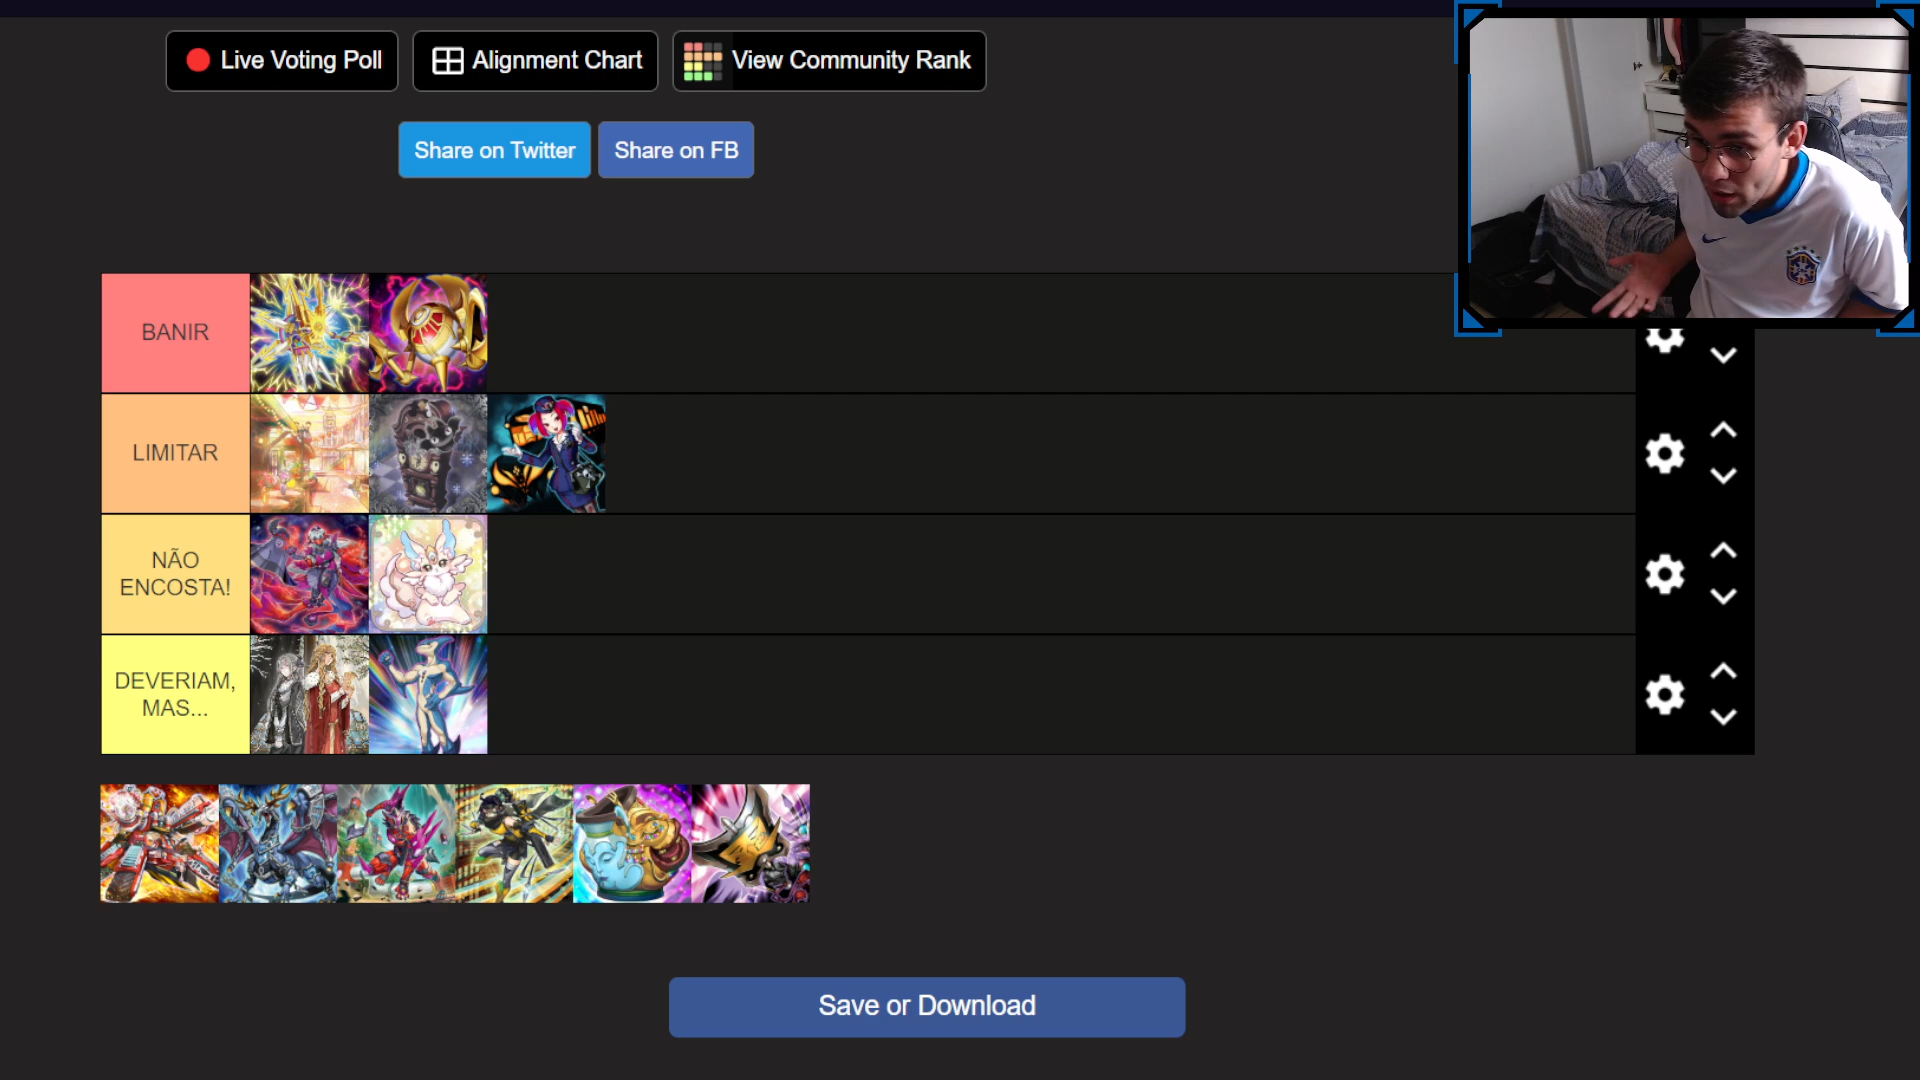 Live Voting Poll
Alignment Chart
View Community Rank
Share on Twitter
Share on FB
BANIR
LIMITAR
NÃO
ENCOSTA!
DEVERIAM,
MAS...
Save or Download